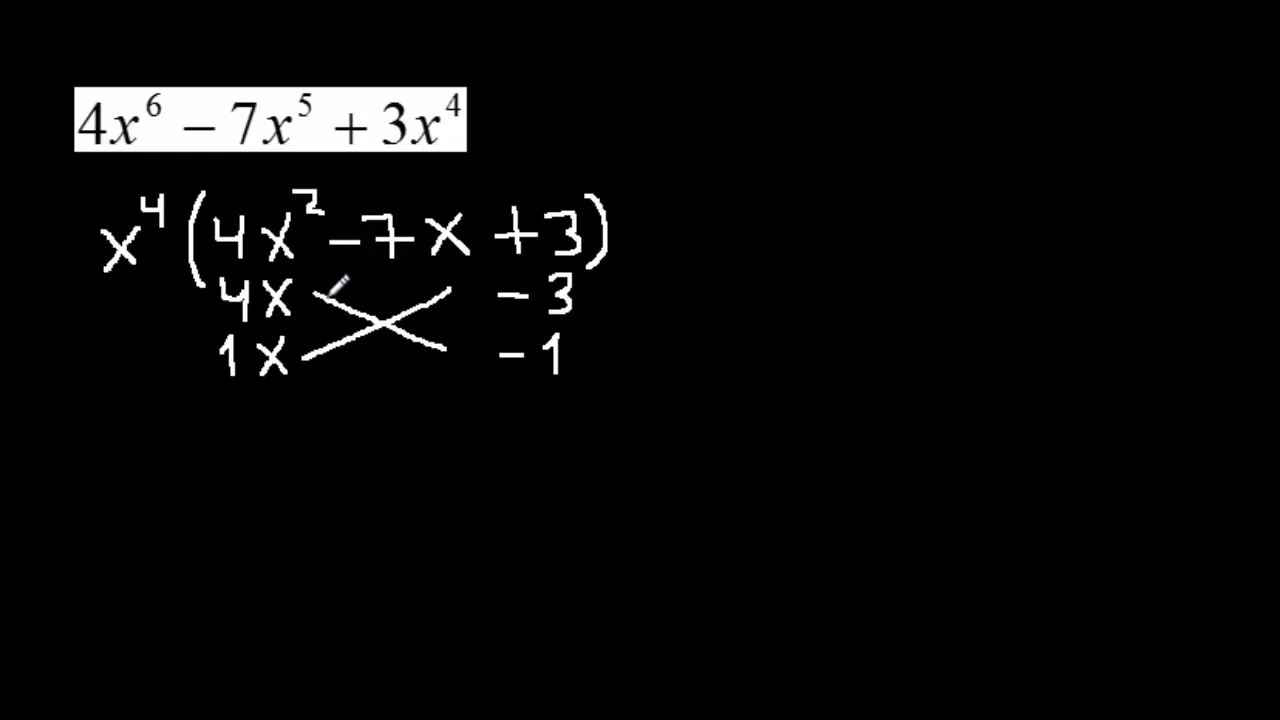 4x⁶ − 7x⁵ + 3x⁴
x⁴(4x² − 7x + 3)
4x − 3
1x − 1